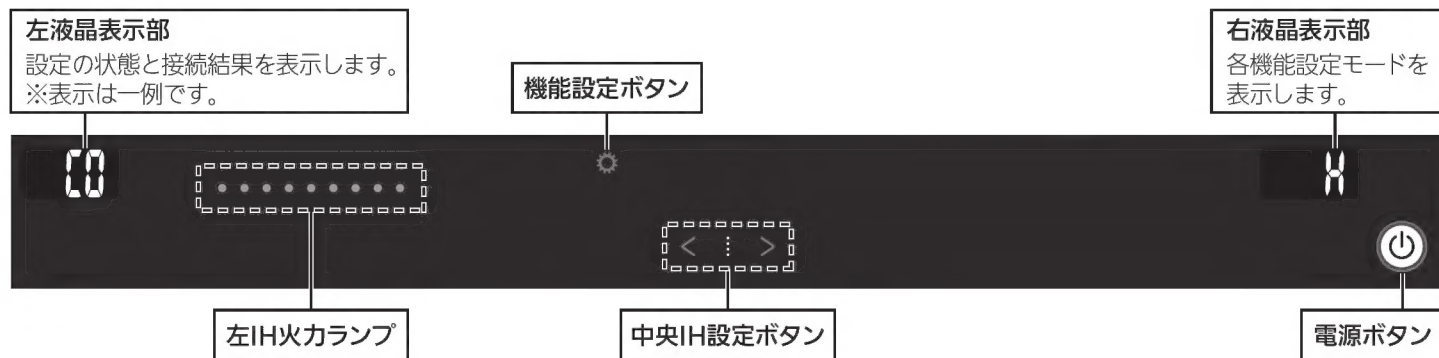 左液晶表示部
設定の状態と接続結果を表示します。
※表示は一例です。
機能設定ボタン
右液晶表示部
各機能設定モードを
表示します。
C0
H
左IH火力ランプ
中央IH設定ボタン
電源ボタン